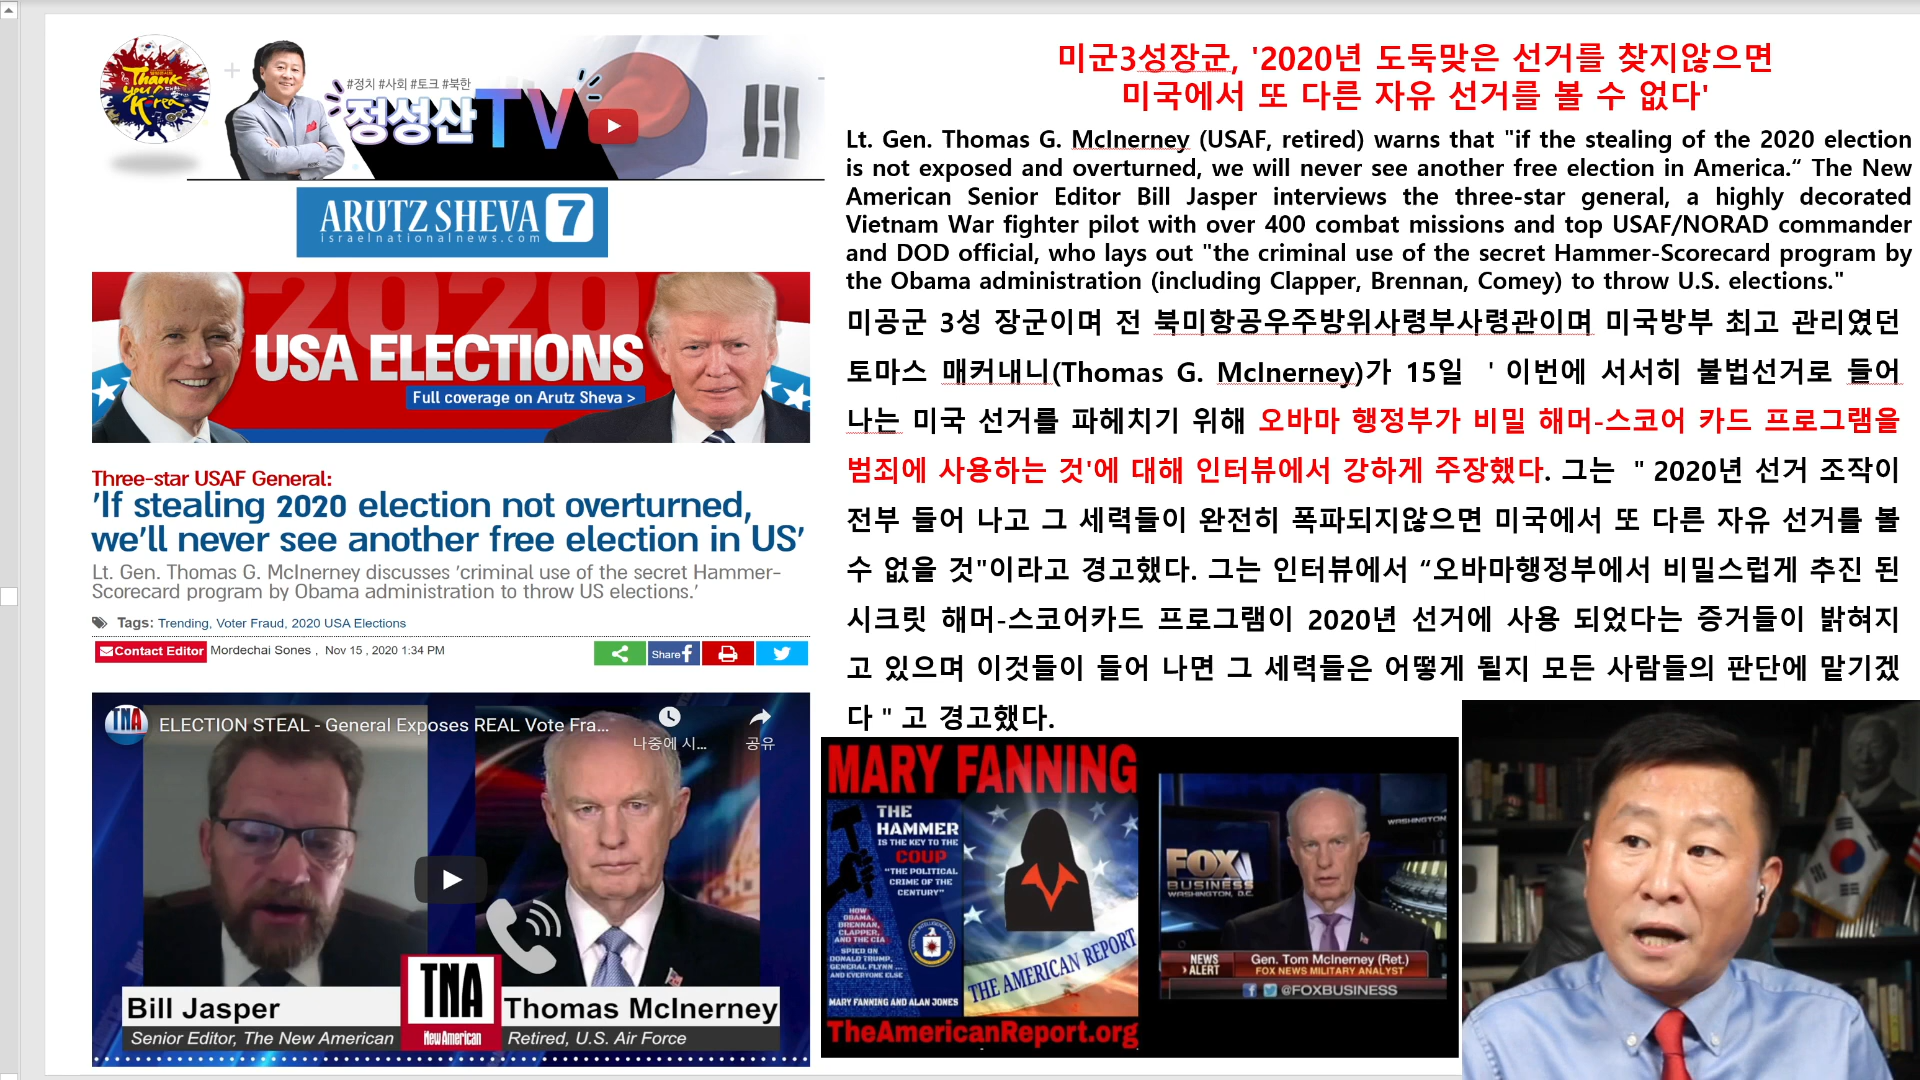 Thank
you
Korea
#정치 #사회 #토크 #북한
정성산TV
ARUTZ SHEVA 7
israelnationalnews.com
2020
USA ELECTIONS
Full coverage on Arutz Sheva >
Three-star USAF General:
'If stealing 2020 election not overturned,
we'll never see another free election in US'
Lt. Gen. Thomas G. McInerney discusses 'criminal use of the secret Hammer-
Scorecard program by Obama administration to throw US elections.'
Tags: Trending, Voter Fraud, 2020 USA Elections
Contact Editor Mordechai Sones , Nov 15 , 2020 1:34 PM
Share f
TNA ELECTION STEAL - General Exposes REAL Vote Fra...
나중에 시... 공유
Bill Jasper
Senior Editor, The New American
TNA
New American
Thomas McInerney
Retired, U.S. Air Force
미군3성장군, '2020년 도둑맞은 선거를 찾지않으면
미국에서 또 다른 자유 선거를 볼 수 없다'
Lt. Gen. Thomas G. McInerney (USAF, retired) warns that "if the stealing of the 2020 election
is not exposed and overturned, we will never see another free election in America.“ The New
American Senior Editor Bill Jasper interviews the three-star general, a highly decorated
Vietnam War fighter pilot with over 400 combat missions and top USAF/NORAD commander
and DOD official, who lays out "the criminal use of the secret Hammer-Scorecard program by
the Obama administration (including Clapper, Brennan, Comey) to throw U.S. elections."
미공군 3성 장군이며 전 북미항공우주방위사령부사령관이며 미국방부 최고 관리였던
토마스 매커내니(Thomas G. McInerney)가 15일 ' 이번에 서서히 불법선거로 들어
나는 미국 선거를 파헤치기 위해 오바마 행정부가 비밀 해머-스코어 카드 프로그램을
범죄에 사용하는 것'에 대해 인터뷰에서 강하게 주장했다. 그는 " 2020년 선거 조작이
전부 들어 나고 그 세력들이 완전히 폭파되지않으면 미국에서 또 다른 자유 선거를 볼
수 없을 것"이라고 경고했다. 그는 인터뷰에서 “오바마행정부에서 비밀스럽게 추진 된
시크릿 해머-스코어카드 프로그램이 2020년 선거에 사용 되었다는 증거들이 밝혀지
고 있으며 이것들이 들어 나면 그 세력들은 어떻게 될지 모든 사람들의 판단에 맡기겠
다 " 고 경고했다.
MARY FANNING
THE
HAMMER
IS THE KEY TO THE
COUP
"THE POLITICAL
CRIME OF THE
CENTURY"
HOW
OBAMA,
BRENNAN,
CLAPPER,
AND THE CIA
SPIED ON
DONALD TRUMP,
GENERAL FLYNN ...
AND EVERYONE ELSE
MARY FANNING AND ALAN JONES
THE AMERICAN REPORT
TheAmericanReport.org
WASHINGTON
FOX
BUSINESS
WASHINGTON, D.C.
NEWS
ALERT
Gen. Tom McInerney (Ret.)
FOX NEWS MILITARY ANALYST
@FOXBUSINESS